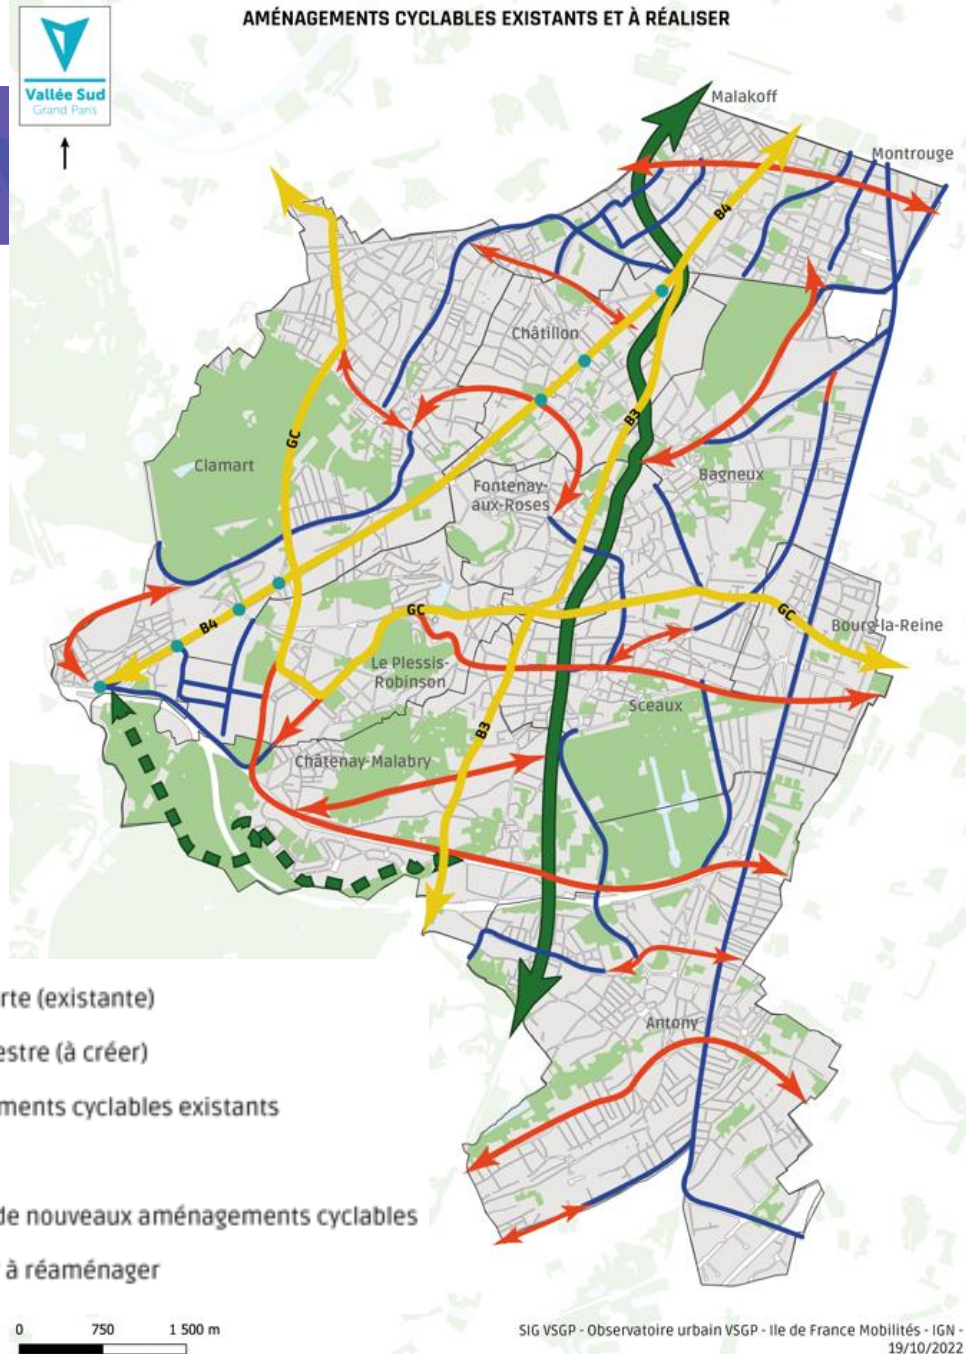 AMÉNAGEMENTS CYCLABLES EXISTANTS ET À RÉALISER
Vallée Sud
Grand Paris
Malakoff
Montrouge
B4
Châtillon
B3
GC
Clamart
Fontenay-
aux-Roses
Bagneux
GC
GC
Bourg-la-Reine
B4
Le Plessis-
Robinson
Sceaux
B3
Châtenay-Malabry
Antony
rte (existante)
estre (à créer)
ments cyclables existants
de nouveaux aménagements cyclables
à réaménager
0 750 1 500 m
SIG VSGP - Observatoire urbain VSGP - Ile de France Mobilités - IGN -
19/10/2022